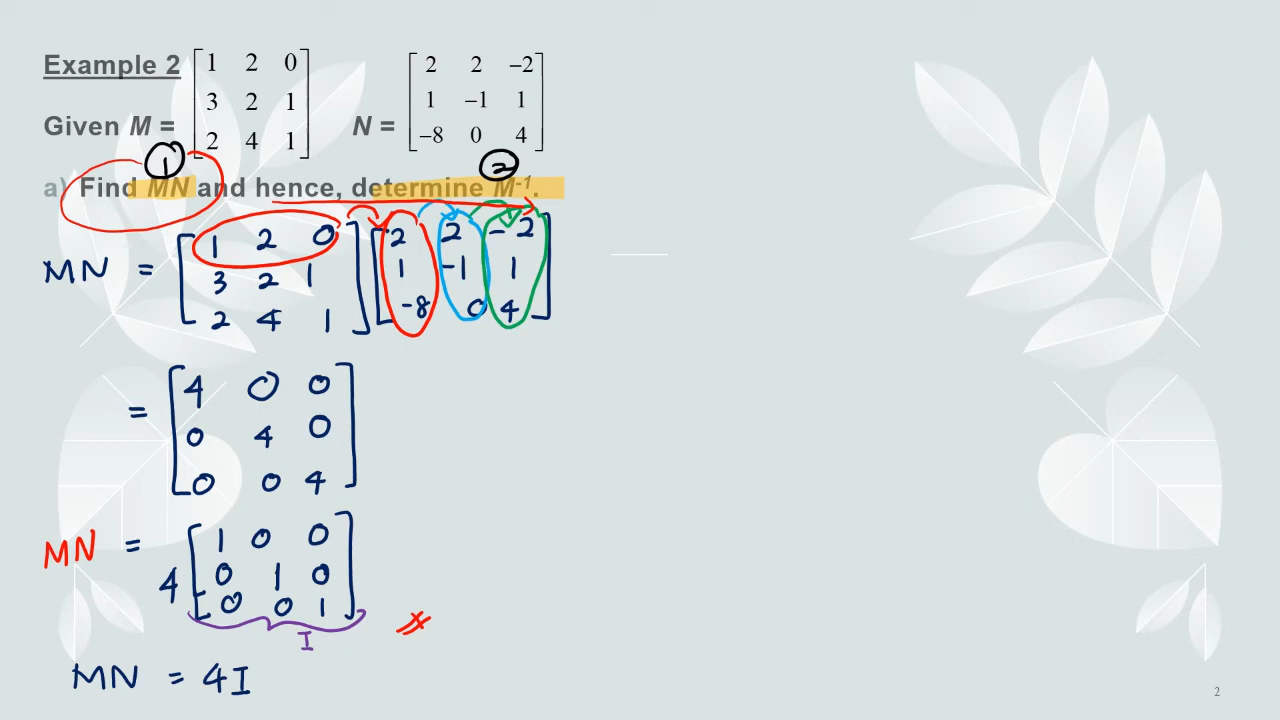 Example 2 [1 2 0] [2 2 −2]
[3 2 1] [1 −1 1]
Given M = N =
[2 4 1] [−8 0 4]
① ②
a) Find MN and hence, determine M⁻¹.
[1 2 0] [2 2 −2]
MN = [3 2 1] [1 −1 1]
[2 4 1] [−8 0 4]
[4 0 0]
= [0 4 0]
[0 0 4]
[1 0 0]
MN = 4 [0 1 0]
[0 0 1]
I
MN = 4I
2